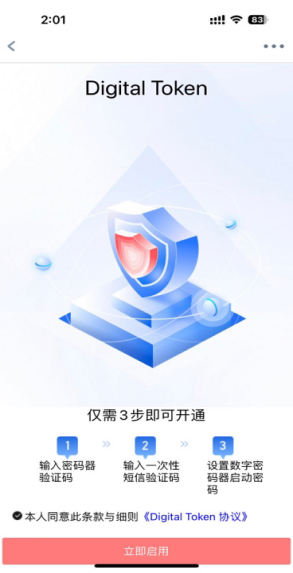 2:01
83
Digital Token
仅需3步即可开通
1 2 3
输入密码器 输入一次性 设置数字密
验证码 短信验证码 码器启动密
码
本人同意此条款与细则《Digital Token 协议》
立即启用